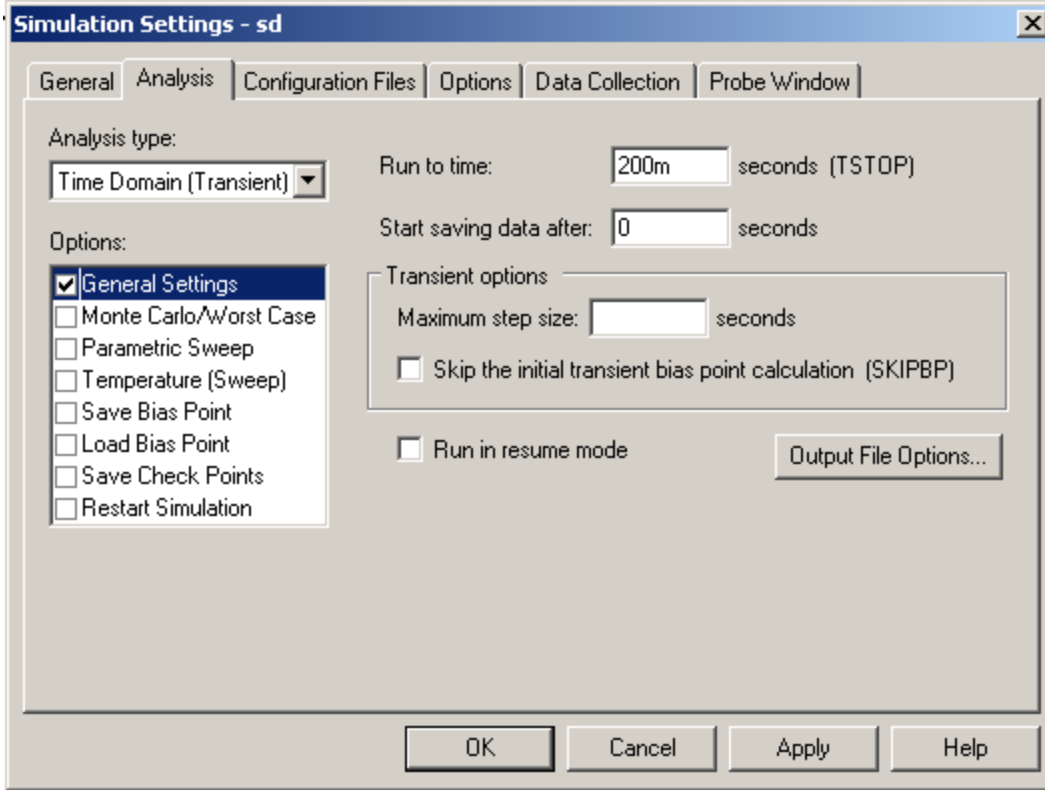 Simulation Settings - sd
General Analysis Configuration Files Options Data Collection Probe Window
Analysis type:
Time Domain (Transient)
Options:
General Settings
Monte Carlo/Worst Case
Parametric Sweep
Temperature (Sweep)
Save Bias Point
Load Bias Point
Save Check Points
Restart Simulation
Run to time: 200m seconds (TSTOP)
Start saving data after: 0 seconds
Transient options
Maximum step size: seconds
Skip the initial transient bias point calculation (SKIPBP)
Run in resume mode
Output File Options...
OK Cancel Apply Help